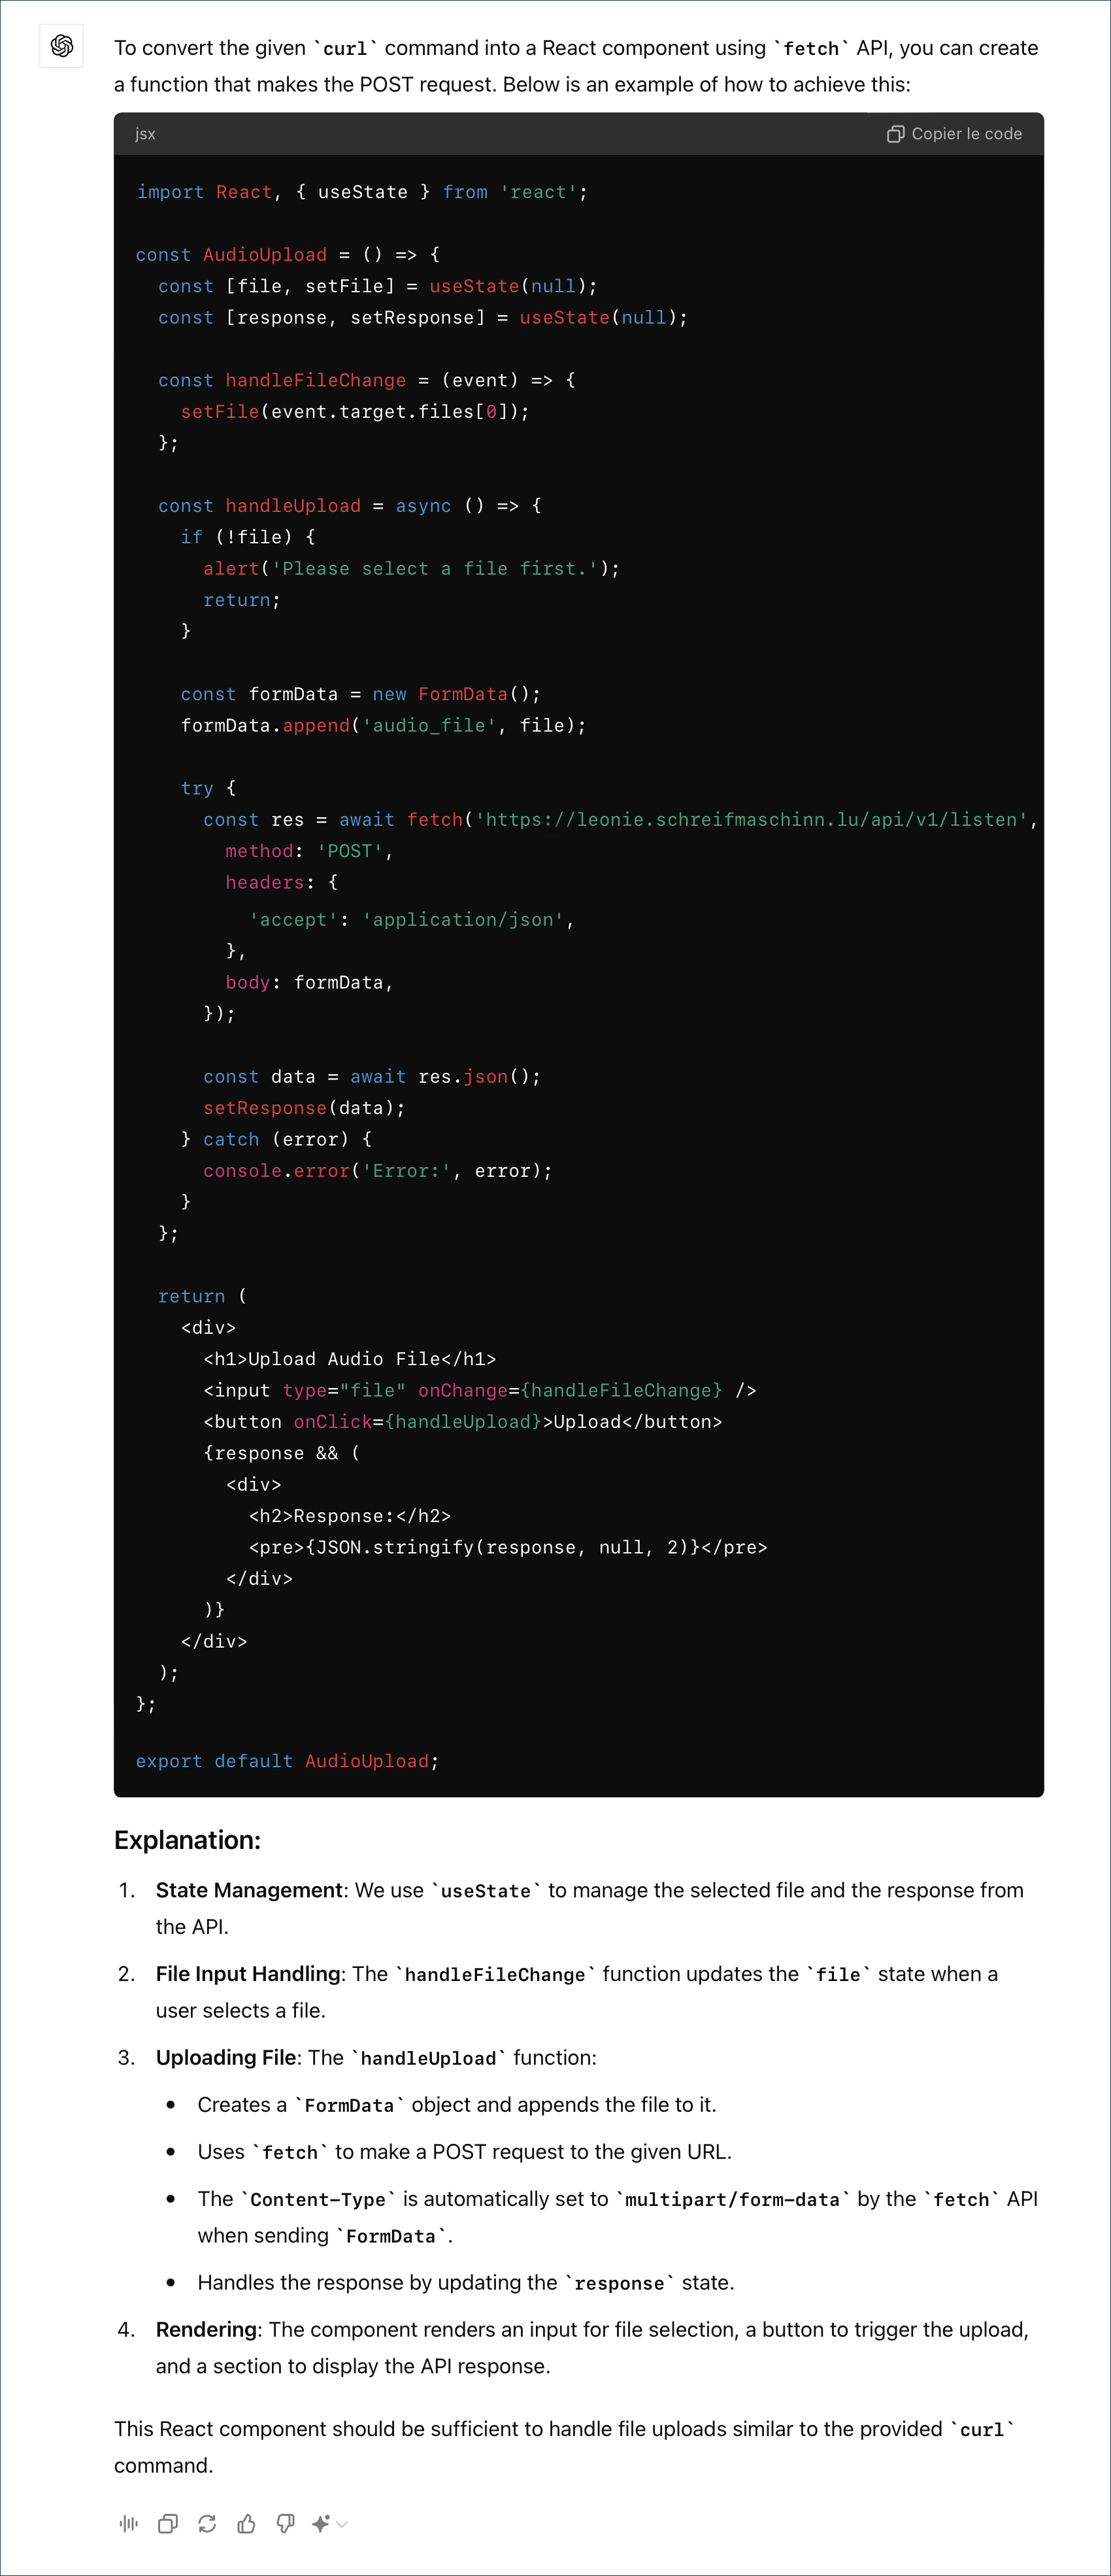 To convert the given `curl` command into a React component using `fetch` API, you can create
a function that makes the POST request. Below is an example of how to achieve this:
jsx
Copier le code
import React, { useState } from 'react';
const AudioUpload = () => {
  const [file, setFile] = useState(null);
  const [response, setResponse] = useState(null);
  const handleFileChange = (event) => {
    setFile(event.target.files[0]);
  };
  const handleUpload = async () => {
    if (!file) {
      alert('Please select a file first.');
      return;
    }
    const formData = new FormData();
    formData.append('audio_file', file);
    try {
      const res = await fetch('https://leonie.schreifmaschinn.lu/api/v1/listen',
        method: 'POST',
        headers: {
          'accept': 'application/json',
        },
        body: formData,
      });
      const data = await res.json();
      setResponse(data);
    } catch (error) {
      console.error('Error:', error);
    }
  };
  return (
    <div>
      <h1>Upload Audio File</h1>
      <input type="file" onChange={handleFileChange} />
      <button onClick={handleUpload}>Upload</button>
      {response && (
        <div>
          <h2>Response:</h2>
          <pre>{JSON.stringify(response, null, 2)}</pre>
        </div>
      )}
    </div>
  );
};
export default AudioUpload;
Explanation:
1. State Management: We use `useState` to manage the selected file and the response from
the API.
2. File Input Handling: The `handleFileChange` function updates the `file` state when a
user selects a file.
3. Uploading File: The `handleUpload` function:
• Creates a `FormData` object and appends the file to it.
• Uses `fetch` to make a POST request to the given URL.
• The `Content-Type` is automatically set to `multipart/form-data` by the `fetch` API
when sending `FormData`.
• Handles the response by updating the `response` state.
4. Rendering: The component renders an input for file selection, a button to trigger the upload,
and a section to display the API response.
This React component should be sufficient to handle file uploads similar to the provided `curl`
command.